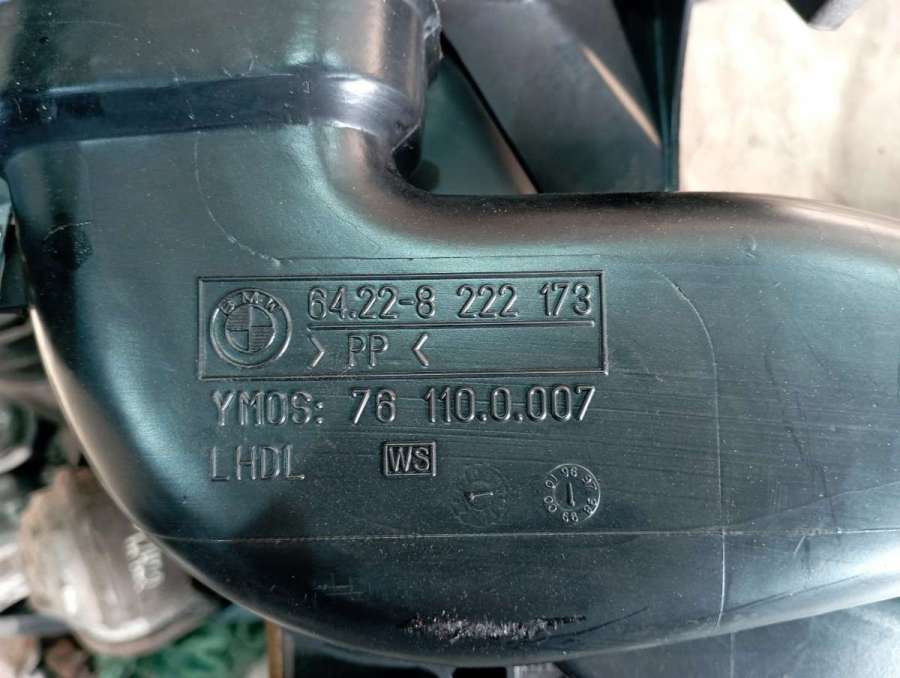 BMW
64.22-8 222 173
> PP <
YMOS: 76 110.0.007
LHDL
WS